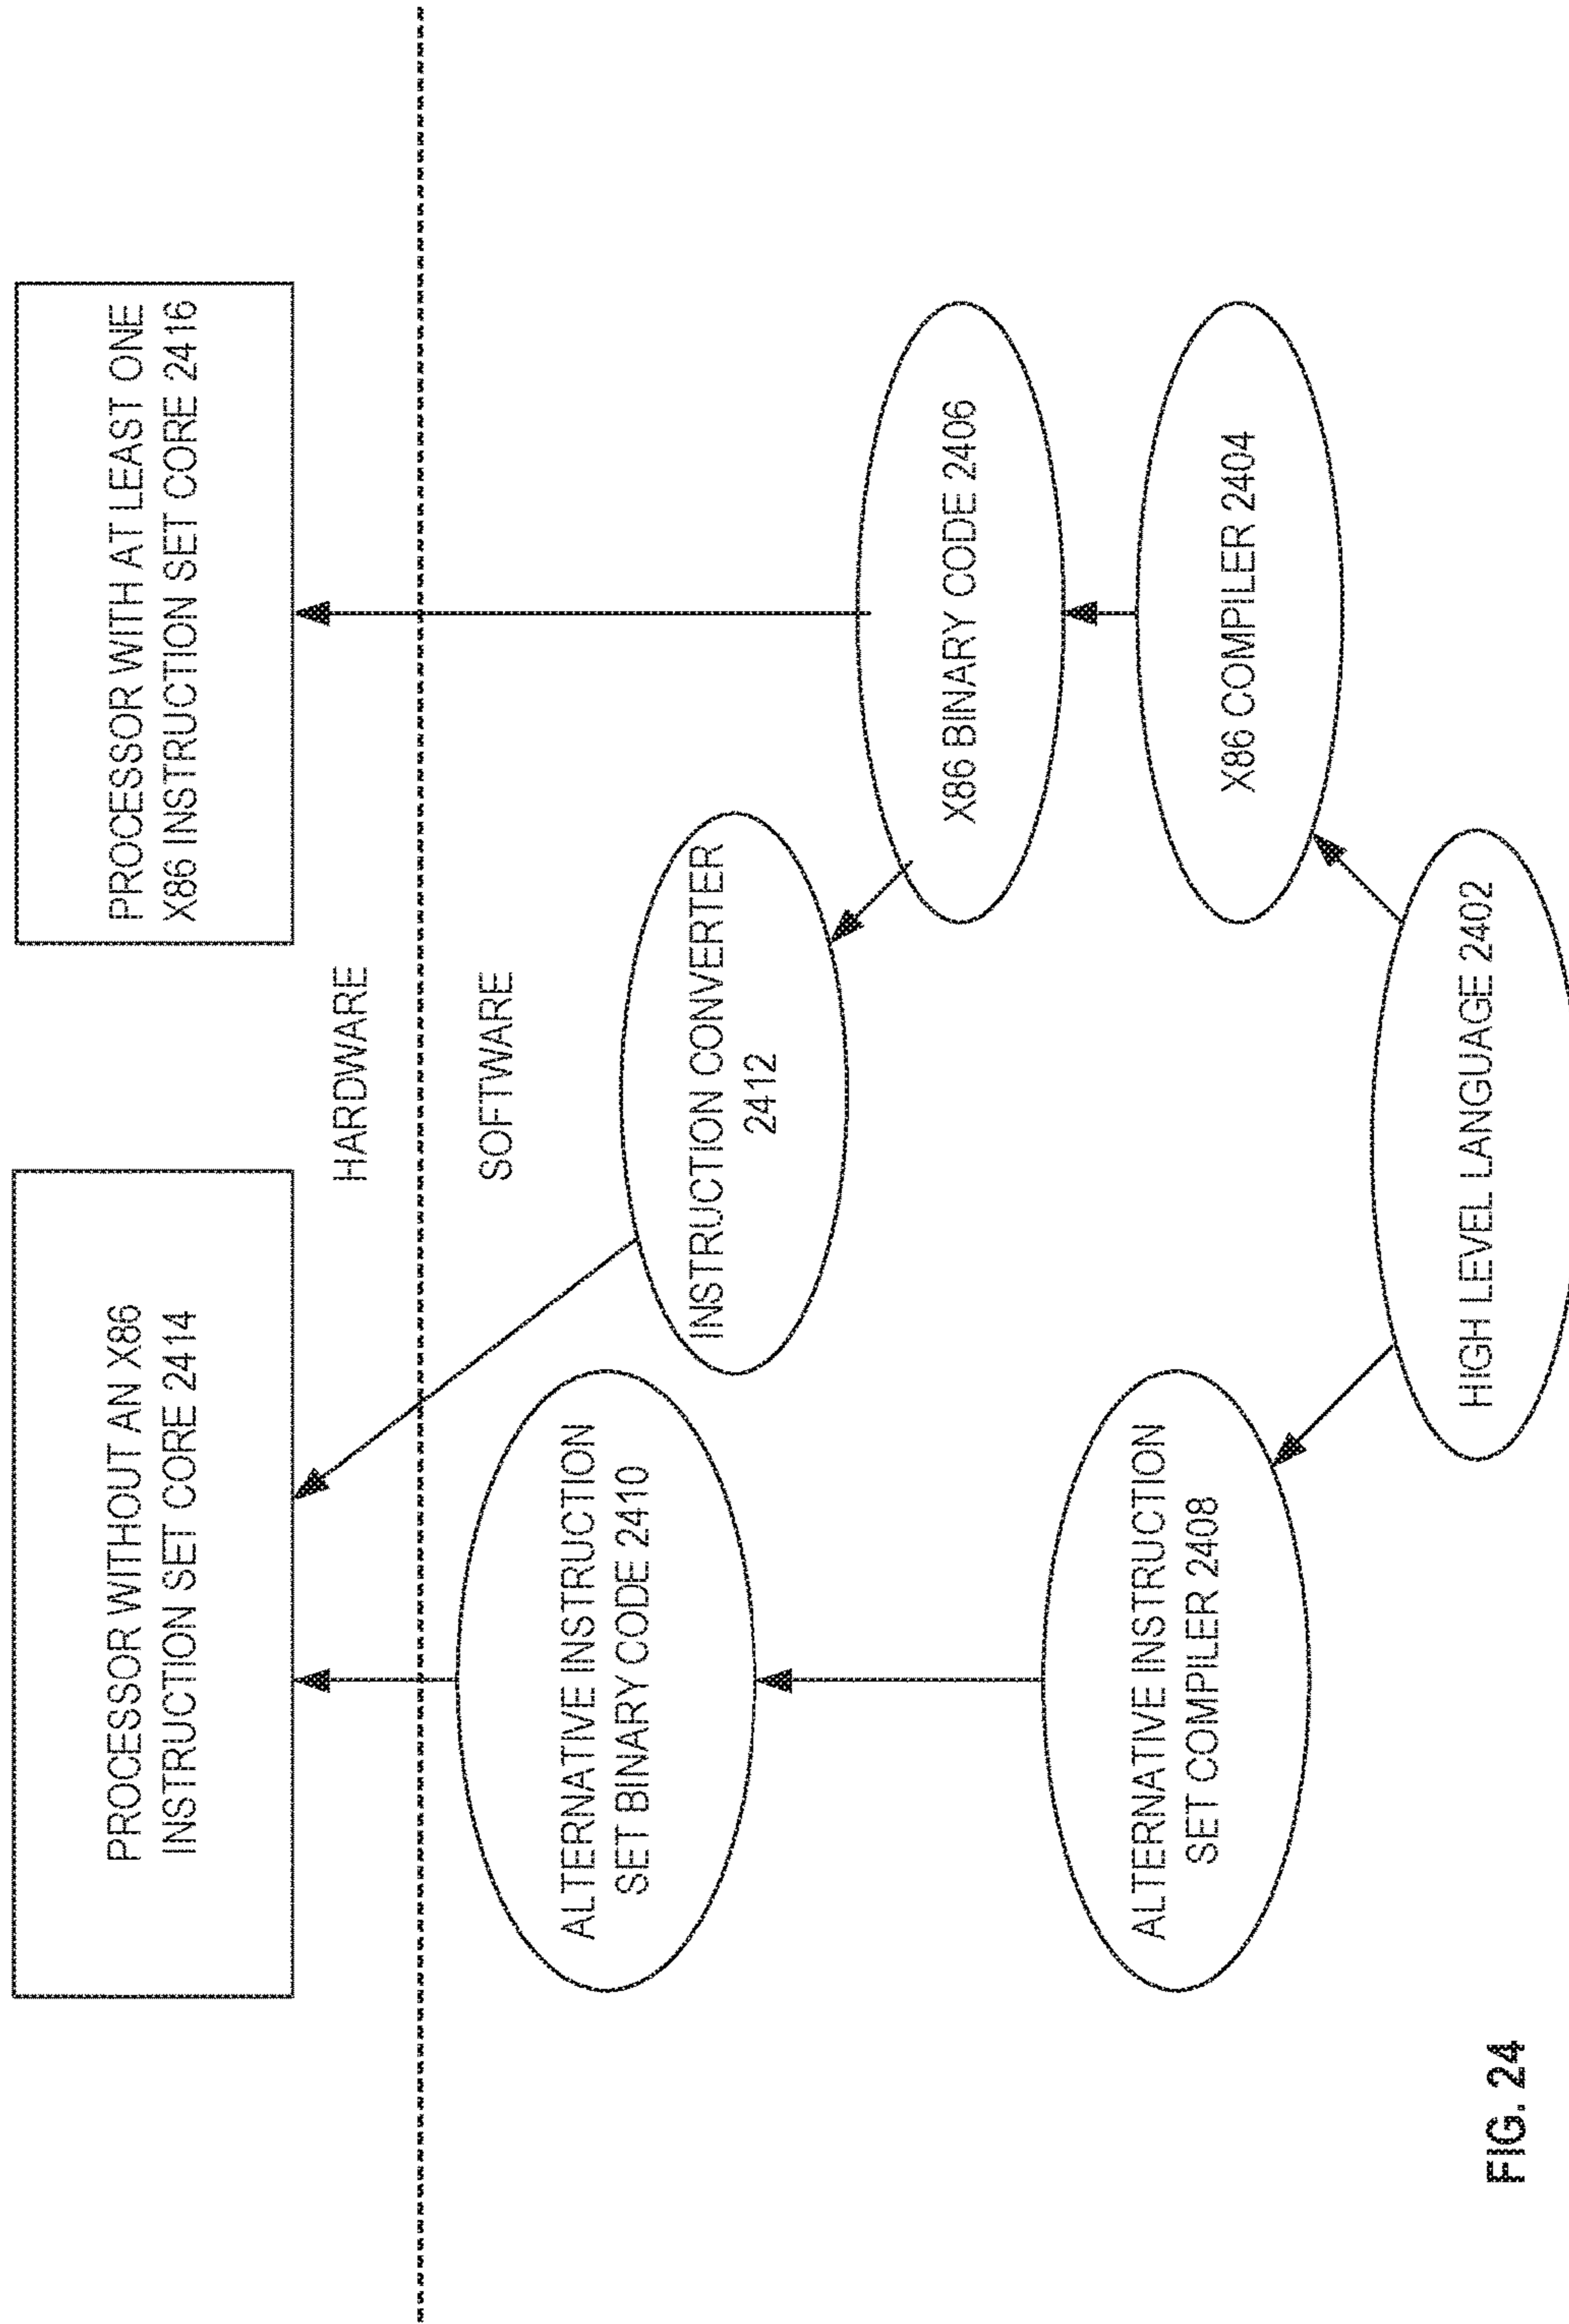 PROCESSOR WITHOUT AN X86
INSTRUCTION SET CORE 2414
PROCESSOR WITH AT LEAST ONE
X86 INSTRUCTION SET CORE 2416
HARDWARE
SOFTWARE
ALTERNATIVE INSTRUCTION
SET BINARY CODE 2410
INSTRUCTION CONVERTER
2412
X86 BINARY CODE 2406
ALTERNATIVE INSTRUCTION
SET COMPILER 2408
X86 COMPILER 2404
HIGH LEVEL LANGUAGE 2402
FIG. 24